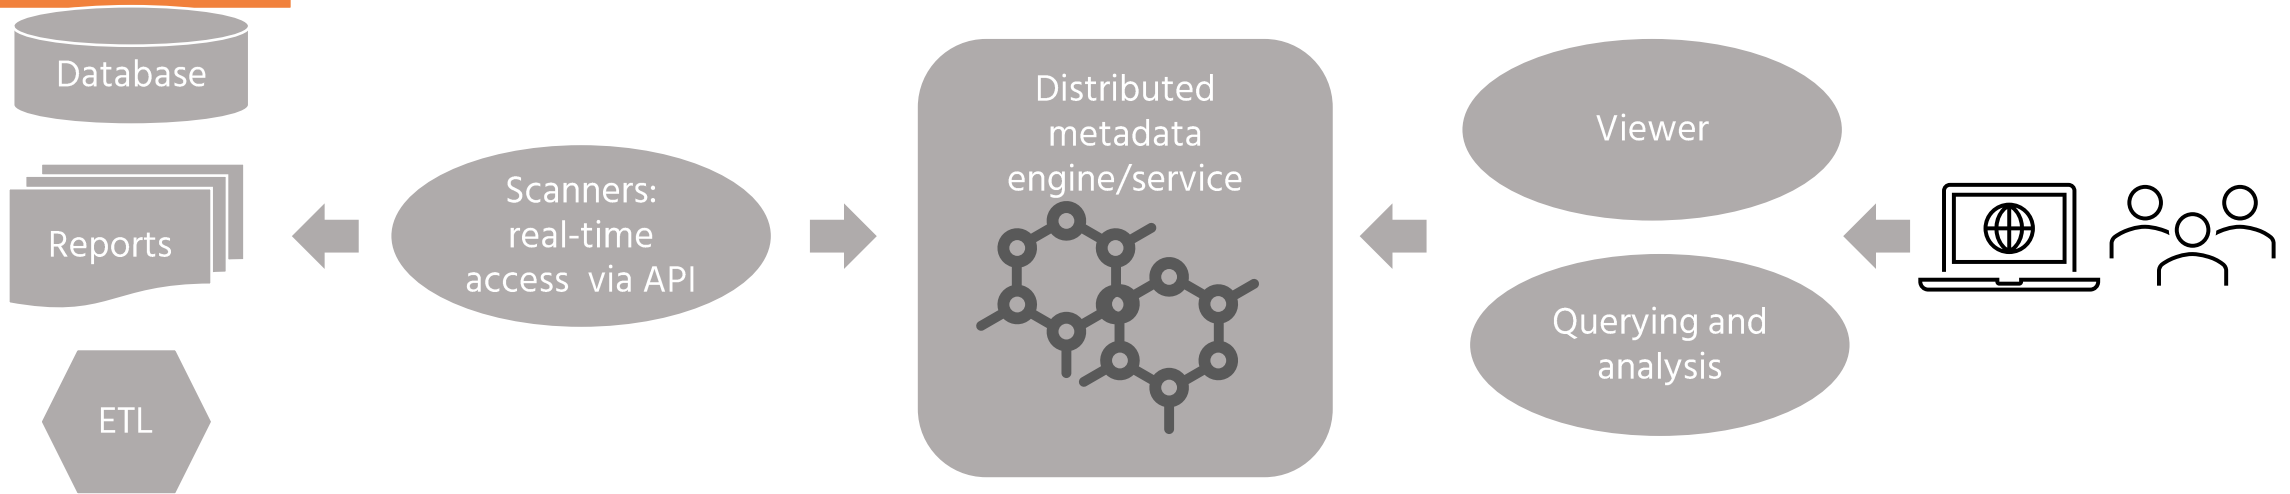 Database
Reports
ETL
Scanners:
real-time
access  via API
Distributed
metadata
engine/service
Viewer
Querying and
analysis